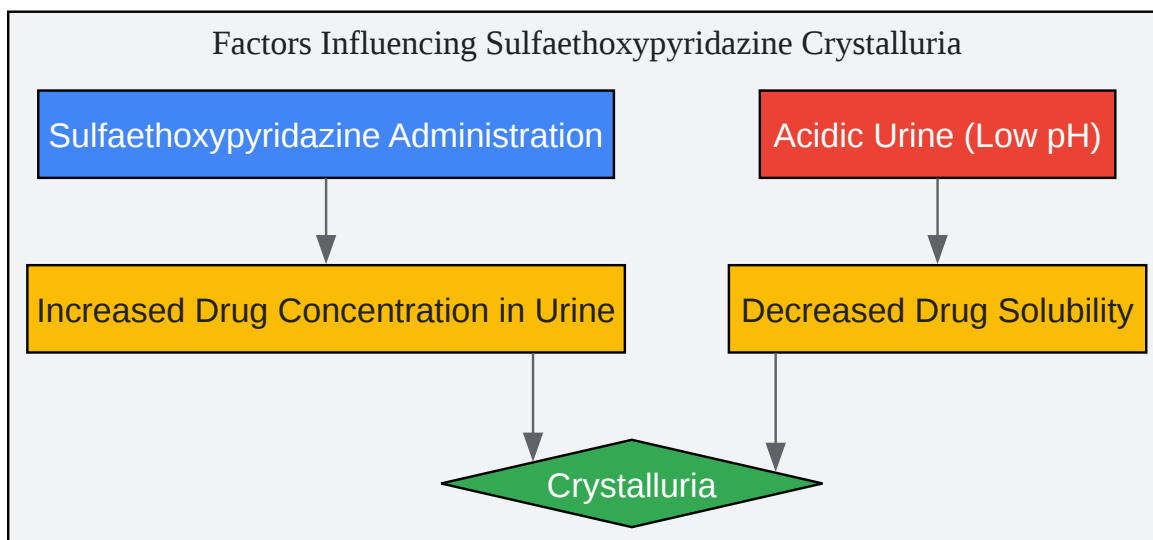 Factors Influencing Sulfaethoxypyridazine Crystalluria
Sulfaethoxypyridazine Administration
Acidic Urine (Low pH)
Increased Drug Concentration in Urine
Decreased Drug Solubility
Crystalluria